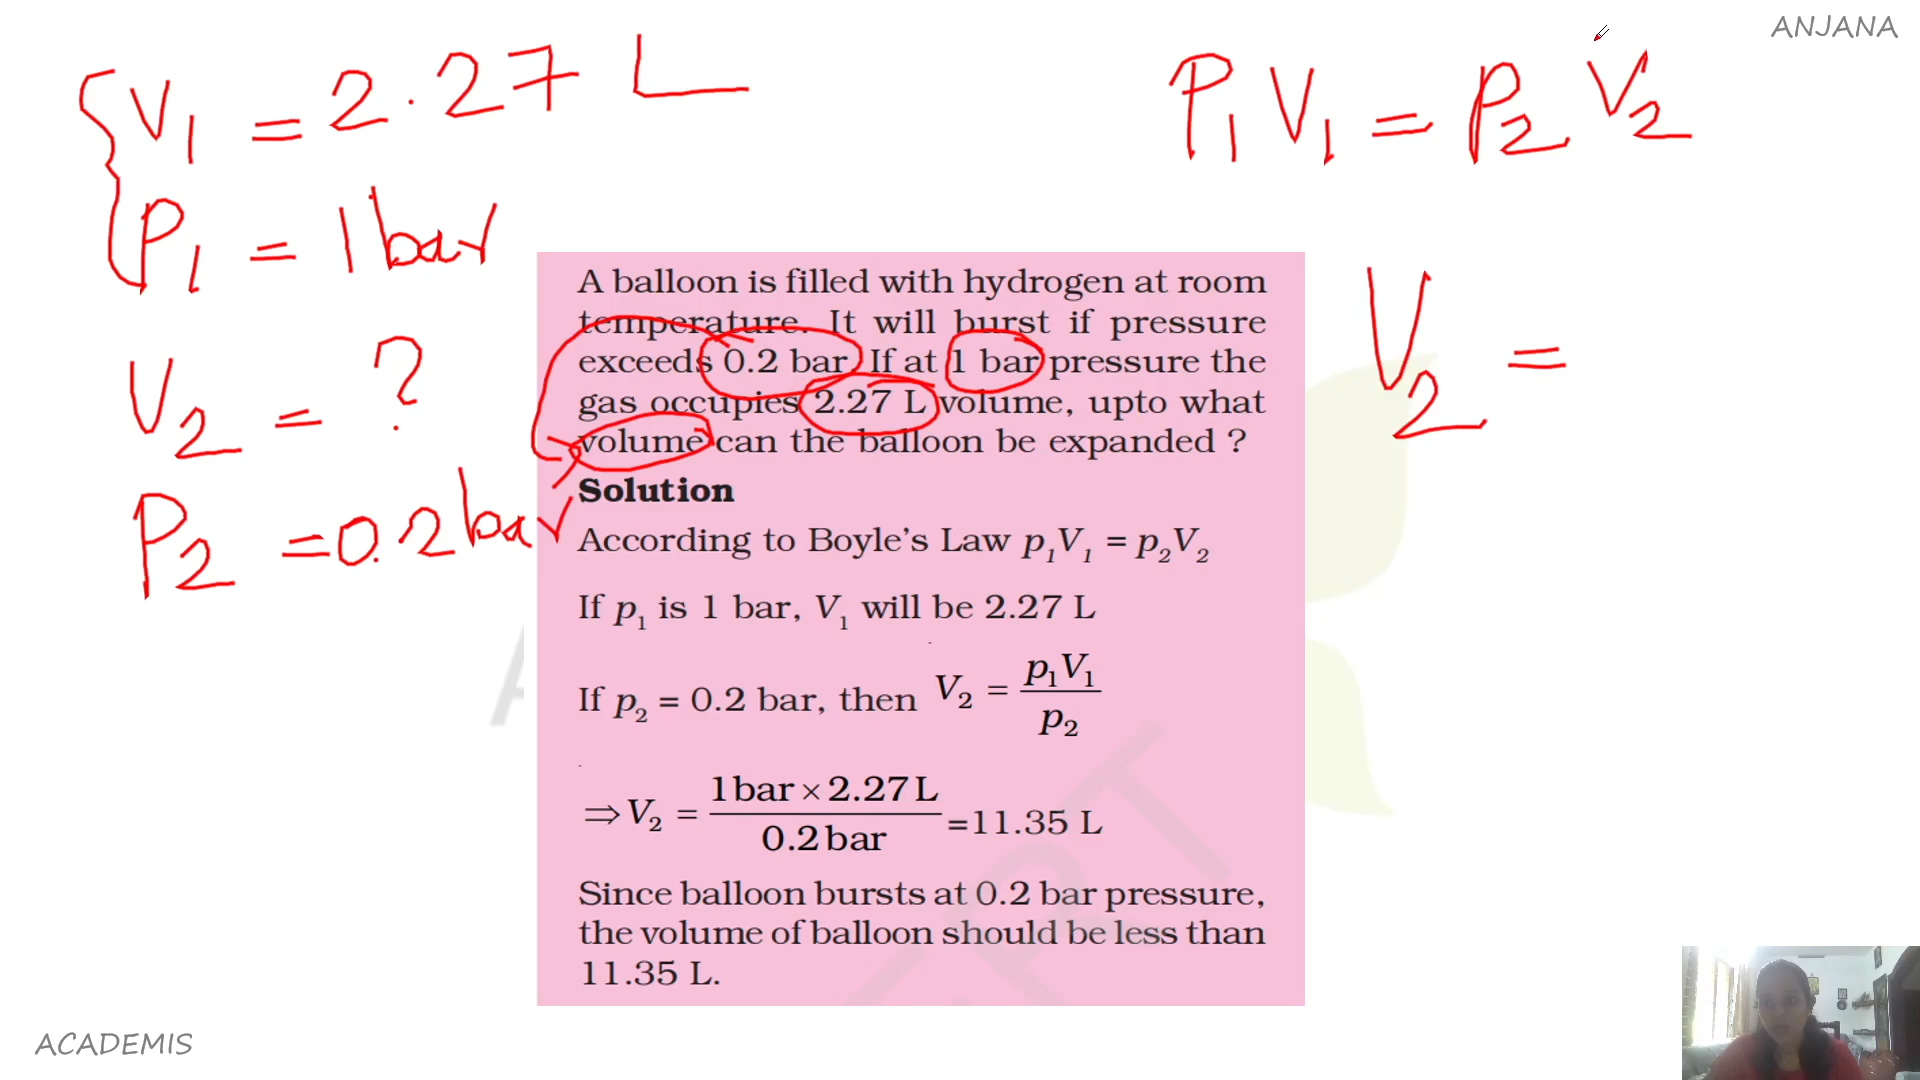 ANJANA
V1 = 2.27 L
P1 = 1 bar
V2 = ?
P2 = 0.2 bar
P1 V1 = P2 V2
V2 =
A balloon is filled with hydrogen at room
temperature. It will burst if pressure
exceeds 0.2 bar. If at 1 bar pressure the
gas occupies 2.27 L volume, upto what
volume can the balloon be expanded ?
Solution
According to Boyle’s Law p₁V₁ = p₂V₂
If p₁ is 1 bar, V₁ will be 2.27 L
If p₂ = 0.2 bar, then V₂ = p₁V₁ / p₂
⇒ V₂ = 1 bar × 2.27 L / 0.2 bar =11.35 L
Since balloon bursts at 0.2 bar pressure,
the volume of balloon should be less than
11.35 L.
ACADEMIS